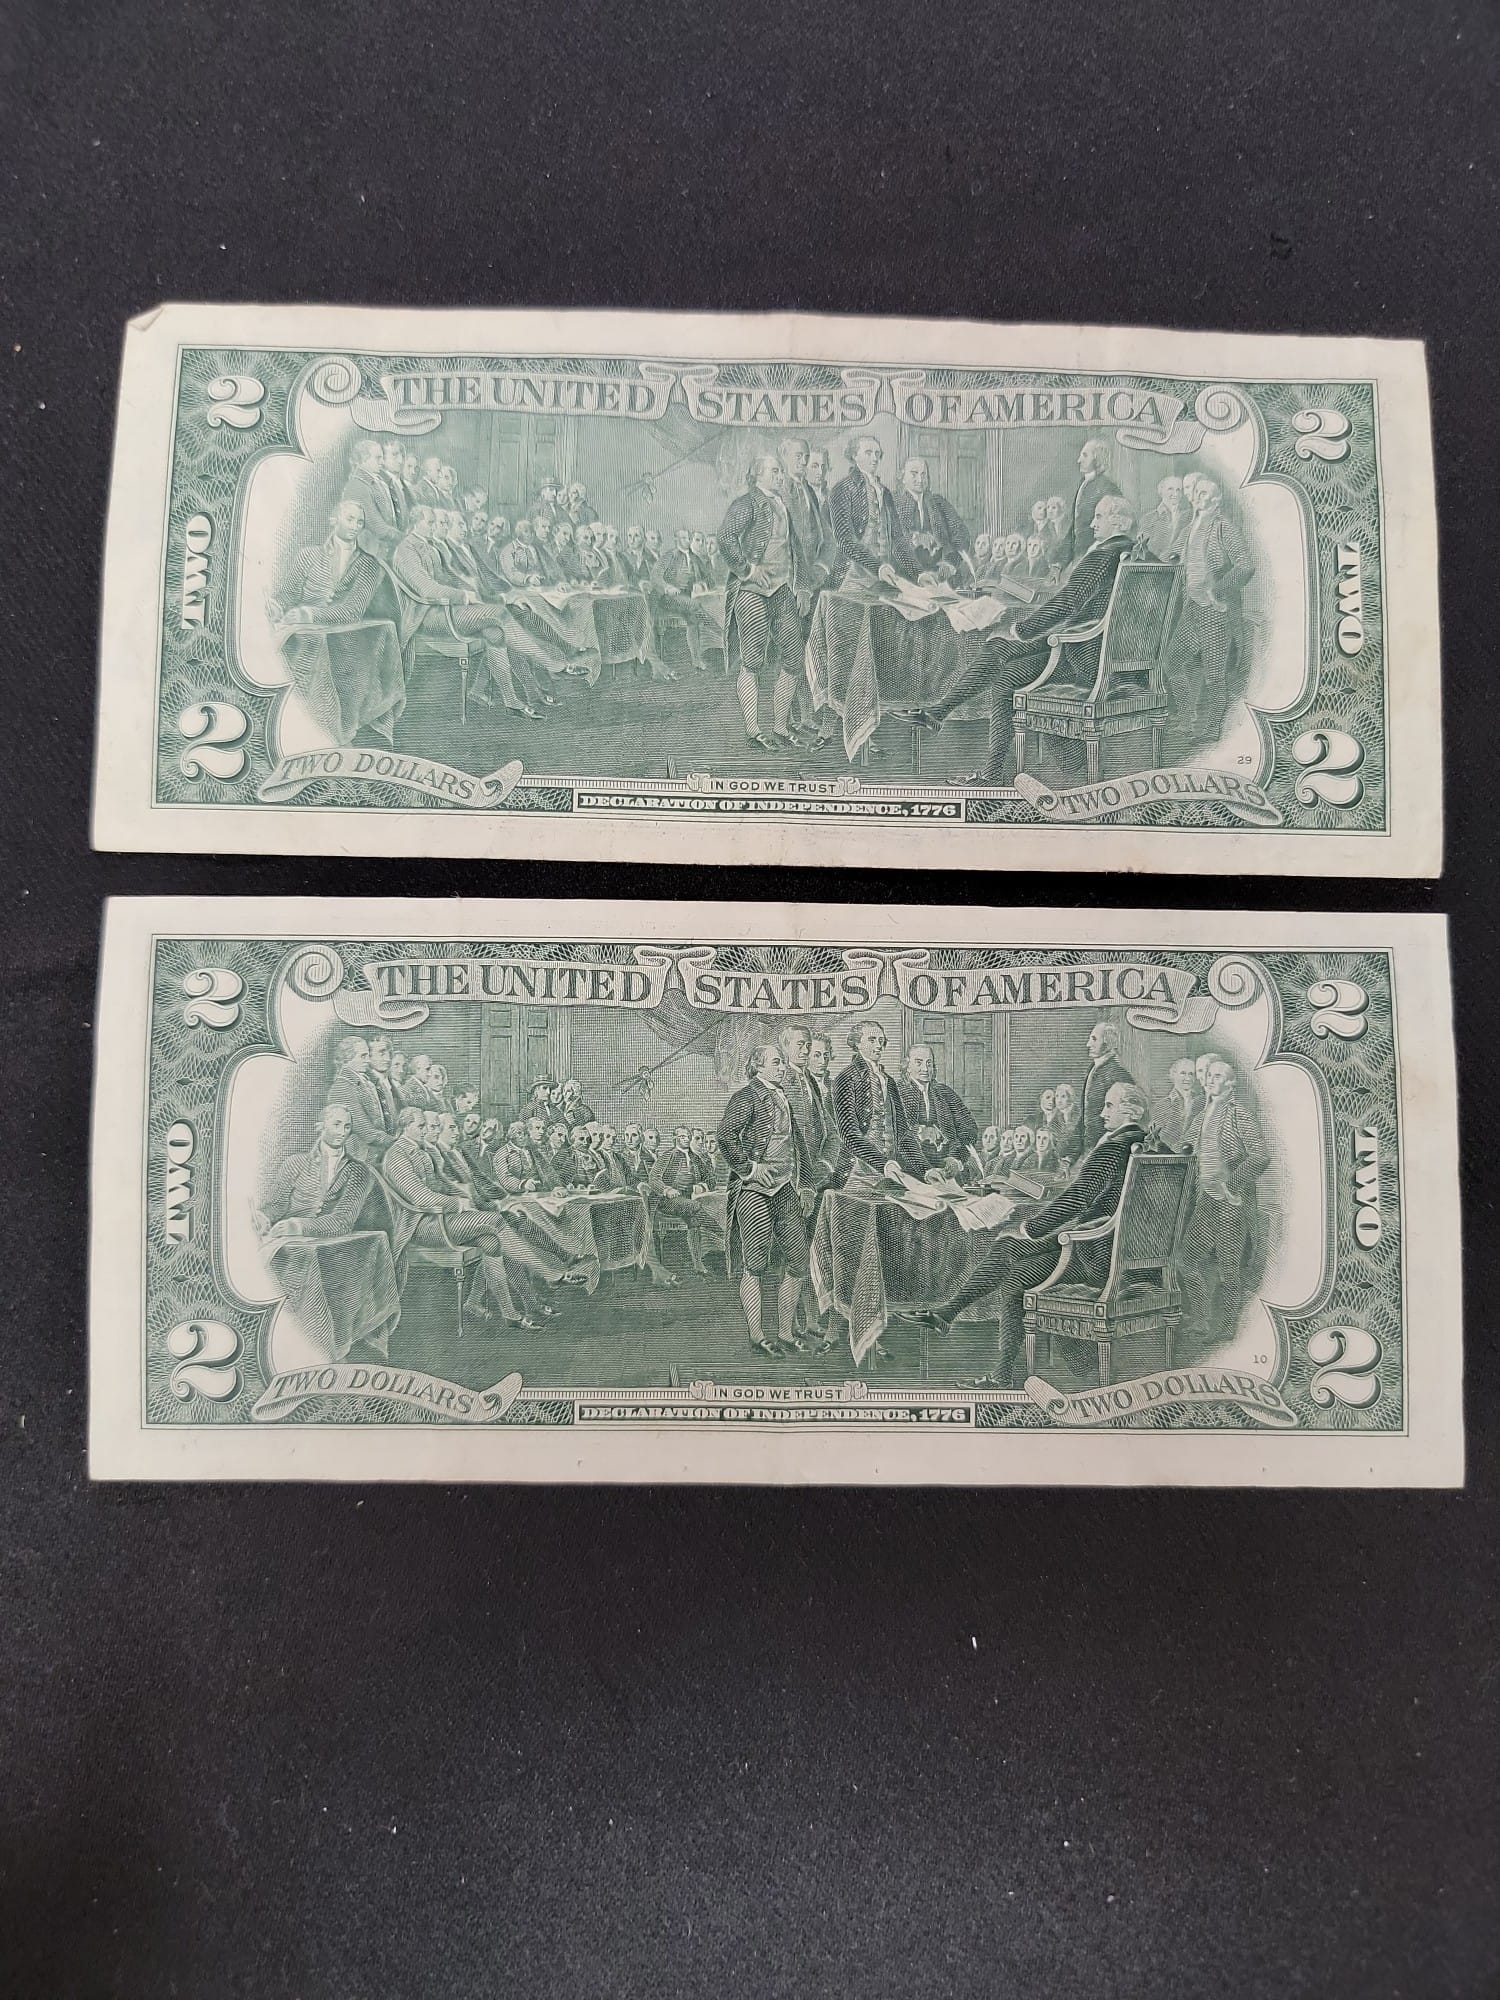 2 THE UNITED STATES OF AMERICA 2
TWO TWO
29
2 TWO DOLLARS IN GOD WE TRUST TWO DOLLARS 2
DECLARATION OF INDEPENDENCE, 1776
2 THE UNITED STATES OF AMERICA 2
TWO TWO
10
2 TWO DOLLARS IN GOD WE TRUST TWO DOLLARS 2
DECLARATION OF INDEPENDENCE, 1776